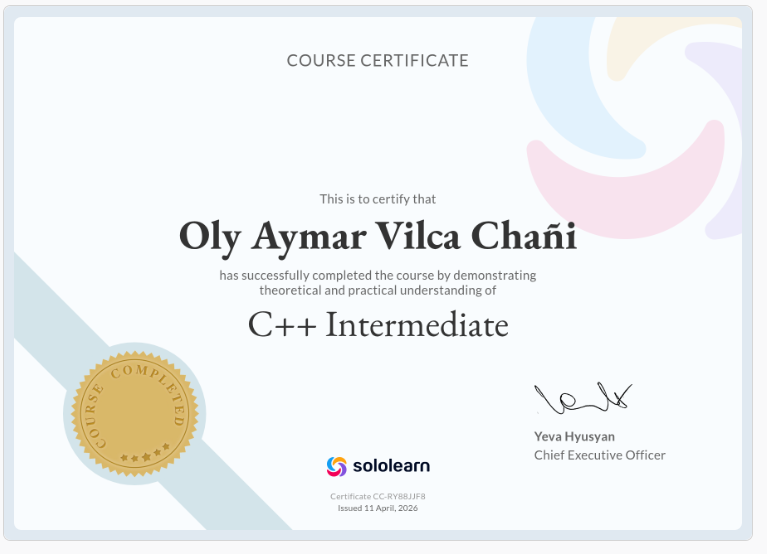 COURSE CERTIFICATE
This is to certify that
Oly Aymar Vilca Chañi
has successfully completed the course by demonstrating
theoretical and practical understanding of
C++ Intermediate
COURSE COMPLETED
Yeva Hyusyan
Chief Executive Officer
sololearn
Certificate CC-RY88JJF8
Issued 11 April, 2026